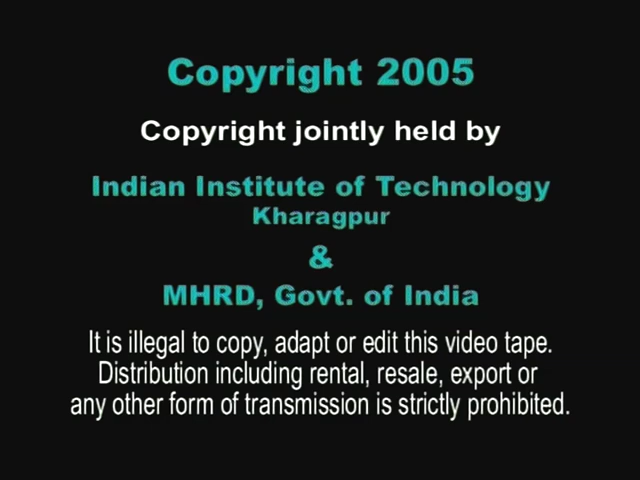 Copyright 2005
Copyright jointly held by
Indian Institute of Technology
Kharagpur
&
MHRD, Govt. of India
It is illegal to copy, adapt or edit this video tape.
Distribution including rental, resale, export or
any other form of transmission is strictly prohibited.